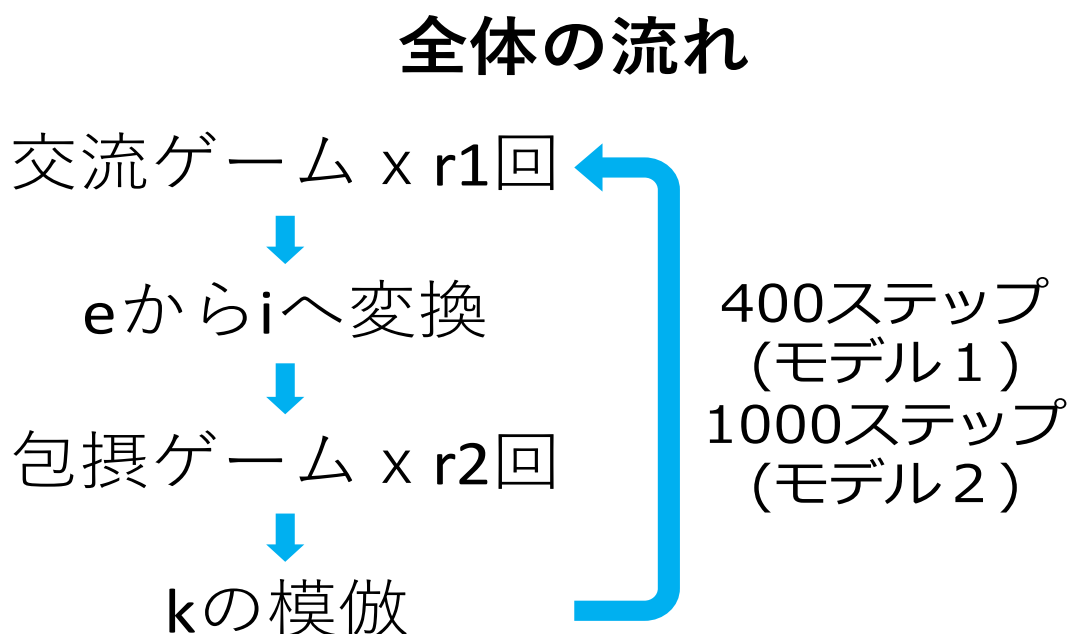 全体の流れ
交流ゲーム x r1回
eからiへ変換
包摂ゲーム x r2回
kの模倣
400ステップ
(モデル１)
1000ステップ
(モデル２)